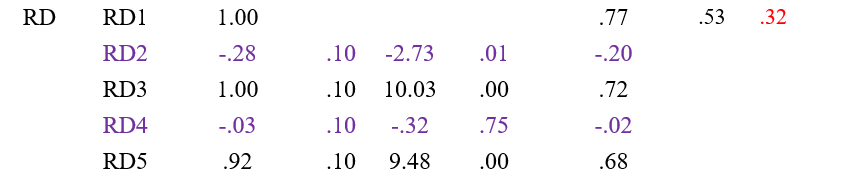 RD RD1 1.00 .77 .53 .32
RD2 -.28 .10 -2.73 .01 -.20
RD3 1.00 .10 10.03 .00 .72
RD4 -.03 .10 -.32 .75 -.02
RD5 .92 .10 9.48 .00 .68